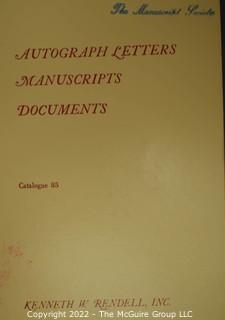 The Manuscript Society
AUTOGRAPH LETTERS
MANUSCRIPTS
DOCUMENTS
Catalogue 85
KENNETH W. RENDELL, INC.
Copyright 2022 - The McGuire Group LLC